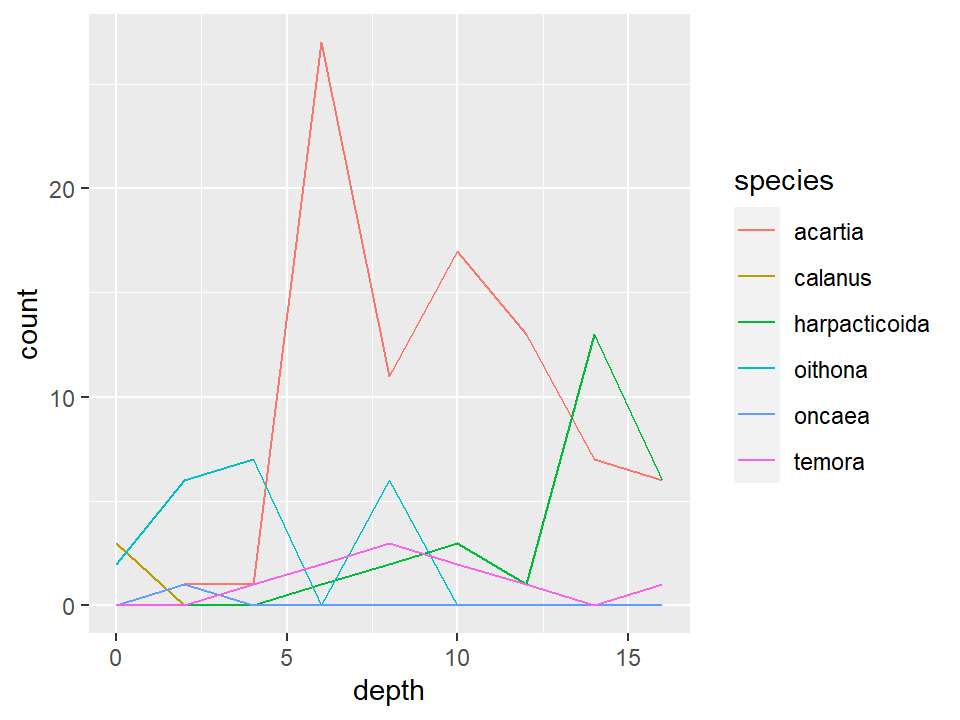 20
10
0
count
0 5 10 15
depth
species
acartia
calanus
harpacticoida
oithona
oncaea
temora